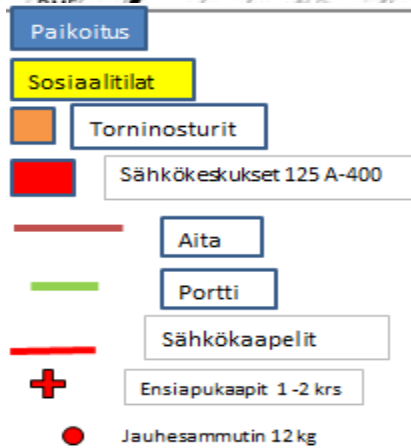 Paikoitus
Sosiaalitilat
Torninosturit
Sähkökeskukset 125 A-400
Aita
Portti
Sähkökaapelit
Ensiapukaapit 1 -2 krs
Jauhesammutin 12 kg